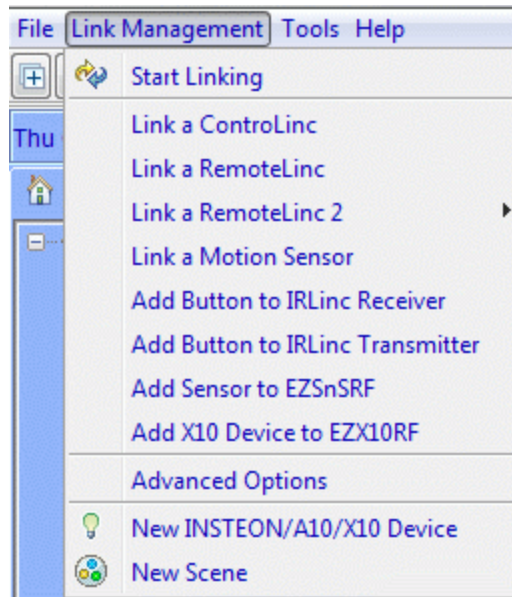 File Link Management Tools Help
Start Linking
Thu
Link a ControLinc
Link a RemoteLinc
Link a RemoteLinc 2
Link a Motion Sensor
Add Button to IRLinc Receiver
Add Button to IRLinc Transmitter
Add Sensor to EZSnSRF
Add X10 Device to EZX10RF
Advanced Options
New INSTEON/A10/X10 Device
New Scene